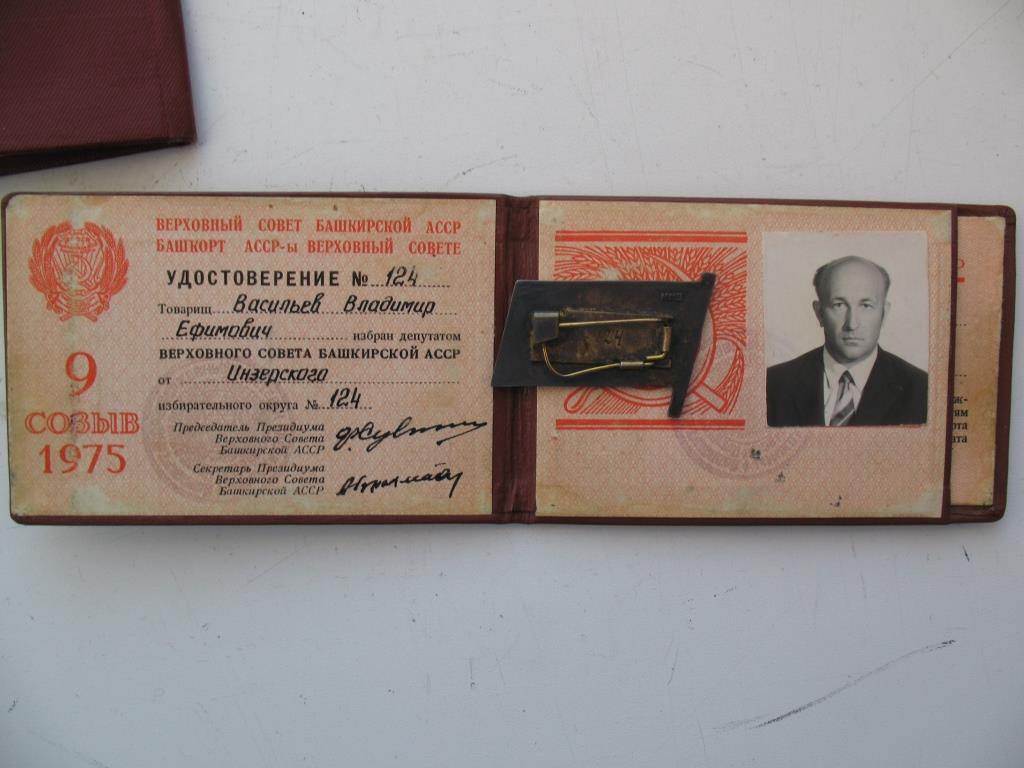 ВЕРХОВНЫЙ СОВЕТ БАШКИРСКОЙ АССР
БАШКОРТ АССР-ы ВЕРХОВНЫЙ СОВЕТЕ
УДОСТОВЕРЕНИЕ № 124
Товарищ Васильев Владимир
Ефимович избран депутатом
ВЕРХОВНОГО СОВЕТА БАШКИРСКОЙ АССР
от Инзерского
избирательного округа № 124
Председатель Президиума
Верховного Совета
Башкирской АССР
Секретарь Президиума
Верховного Совета
Башкирской АССР
9
СОЗЫВ
1975